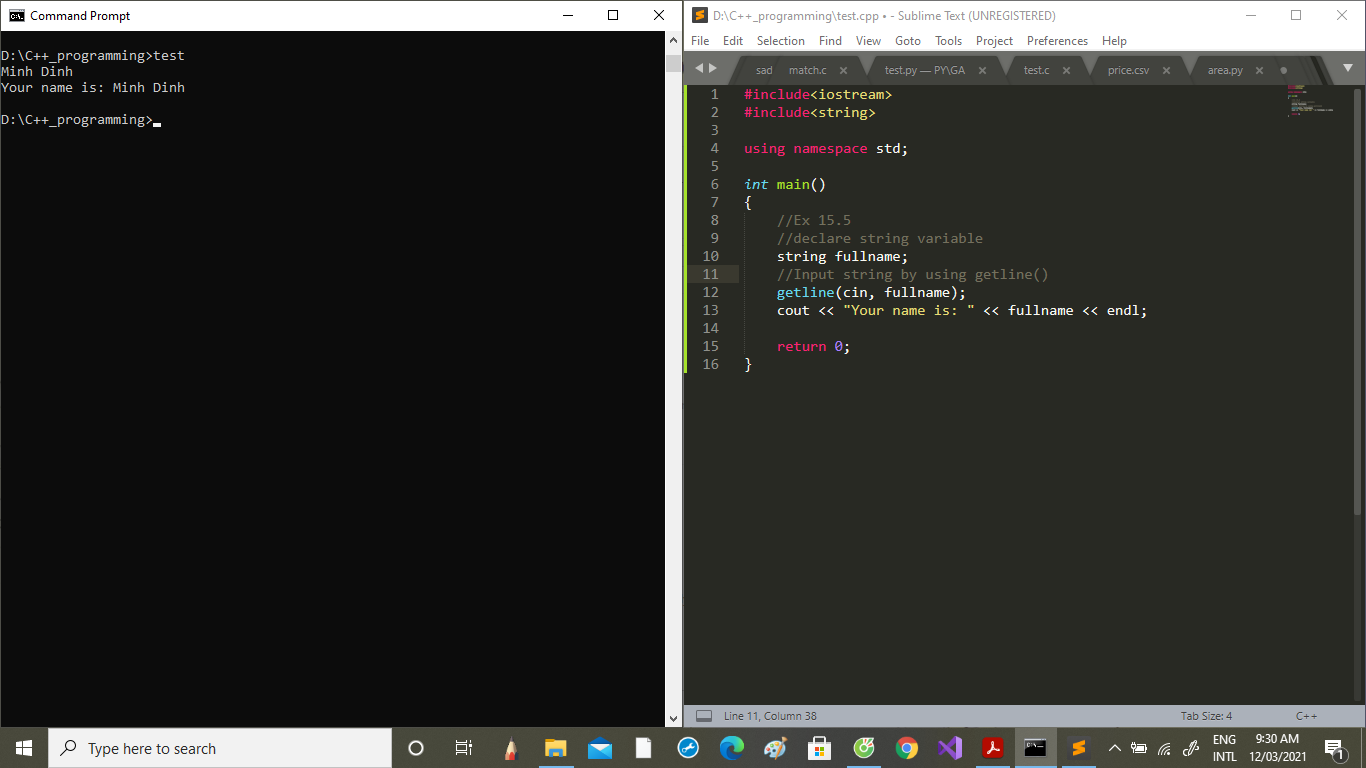 Command Prompt
D:\C++_programming>test
Minh Dinh
Your name is: Minh Dinh
D:\C++_programming>
D:\C++_programming\test.cpp • - Sublime Text (UNREGISTERED)
File Edit Selection Find View Goto Tools Project Preferences Help
sad match.c test.py — PY\GA test.c price.csv area.py
1 #include<iostream>
2 #include<string>
3
4 using namespace std;
5
6 int main()
7 {
8 //Ex 15.5
9 //declare string variable
10 string fullname;
11 //Input string by using getline()
12 getline(cin, fullname);
13 cout << "Your name is: " << fullname << endl;
14
15 return 0;
16 }
Line 11, Column 38 Tab Size: 4 C++
Type here to search
ENG 9:30 AM
INTL 12/03/2021
1